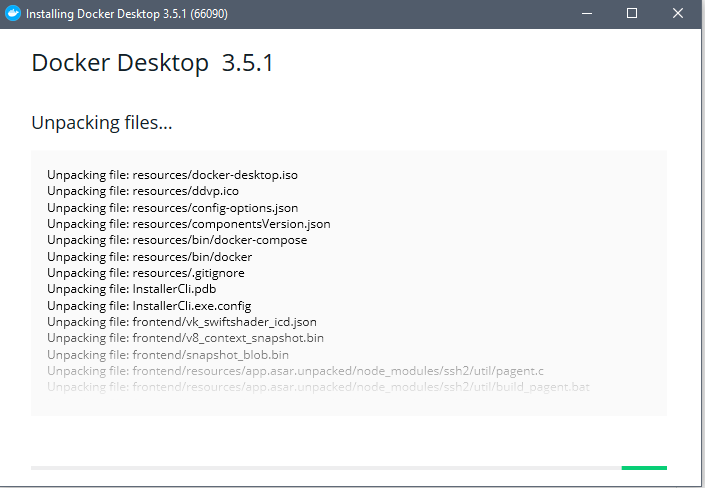 Installing Docker Desktop 3.5.1 (66090)
Docker Desktop 3.5.1
Unpacking files...
Unpacking file: resources/docker-desktop.iso
Unpacking file: resources/ddvp.ico
Unpacking file: resources/config-options.json
Unpacking file: resources/componentsVersion.json
Unpacking file: resources/bin/docker-compose
Unpacking file: resources/bin/docker
Unpacking file: resources/.gitignore
Unpacking file: InstallerCli.pdb
Unpacking file: InstallerCli.exe.config
Unpacking file: frontend/vk_swiftshader_icd.json
Unpacking file: frontend/v8_context_snapshot.bin
Unpacking file: frontend/snapshot_blob.bin
Unpacking file: frontend/resources/app.asar.unpacked/node_modules/ssh2/util/pagent.c
Unpacking file: frontend/resources/app.asar.unpacked/node_modules/ssh2/util/build_pagent.bat